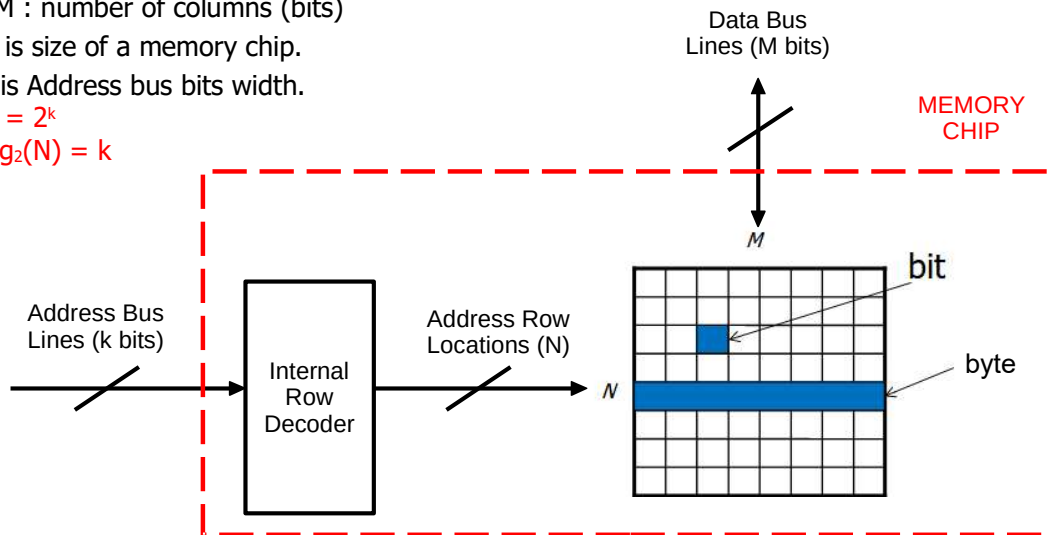 M : number of columns (bits)
is size of a memory chip.
is Address bus bits width.
= 2ᵏ
g₂(N) = k
Data Bus
Lines (M bits)
MEMORY
CHIP
M
bit
Address Bus
Lines (k bits)
Internal
Row
Decoder
Address Row
Locations (N)
N
byte